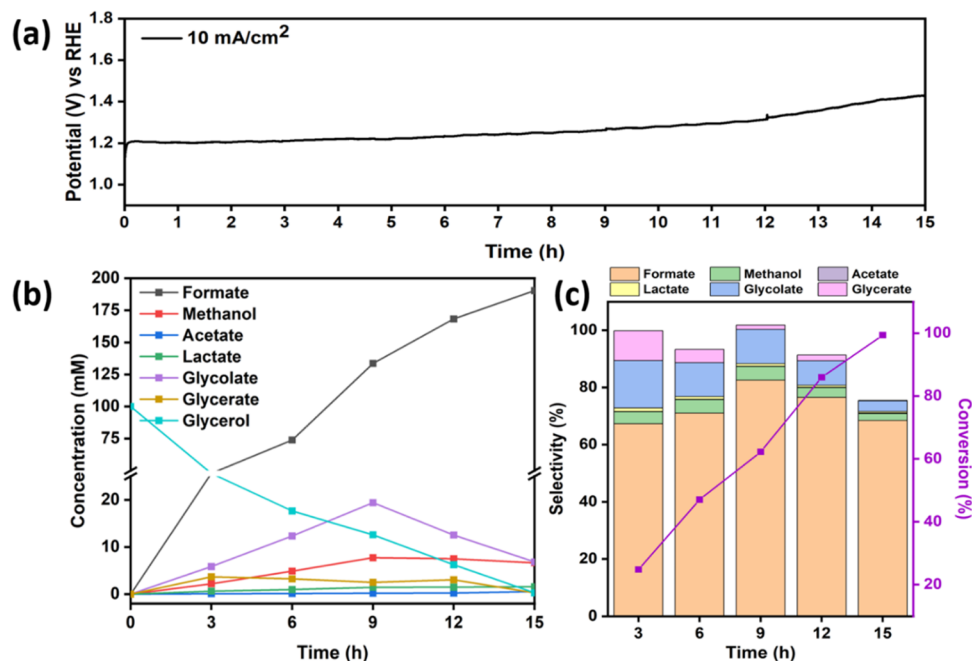 (a)
10 mA/cm²
Potential (V) vs RHE
1.8
1.6
1.4
1.2
1.0
0 1 2 3 4 5 6 7 8 9 10 11 12 13 14 15
Time (h)
(b)
Formate
Methanol
Acetate
Lactate
Glycolate
Glycerate
Glycerol
Concentration (mM)
200
175
150
125
100
75
20
10
0
0 3 6 9 12 15
Time (h)
(c)
Formate Methanol Acetate
Lactate Glycolate Glycerate
Selectivity (%)
100
80
60
40
20
0
Conversion (%)
100
80
60
40
20
3 6 9 12 15
Time (h)